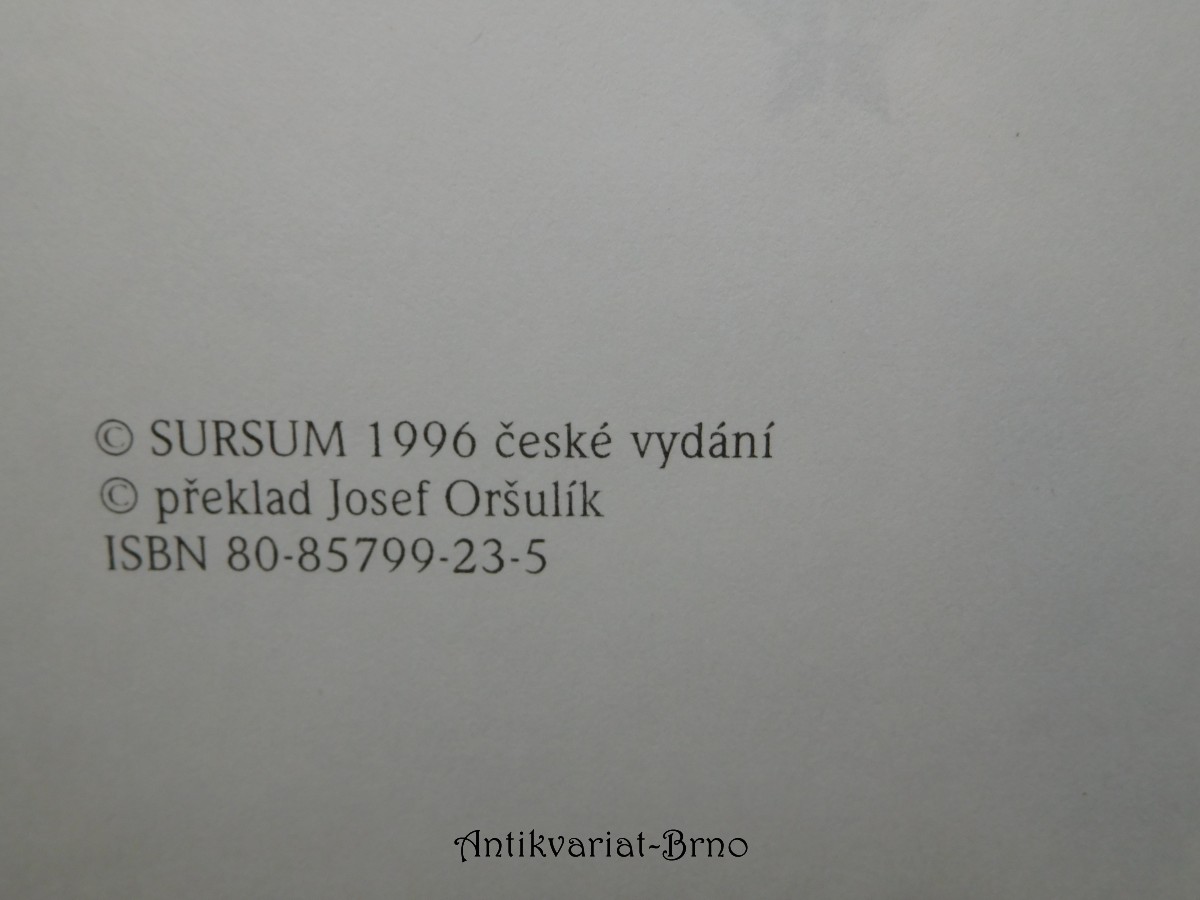 © SURSUM 1996 české vydání
© překlad Josef Oršulík
ISBN 80-85799-23-5
Antikvariat-Brno